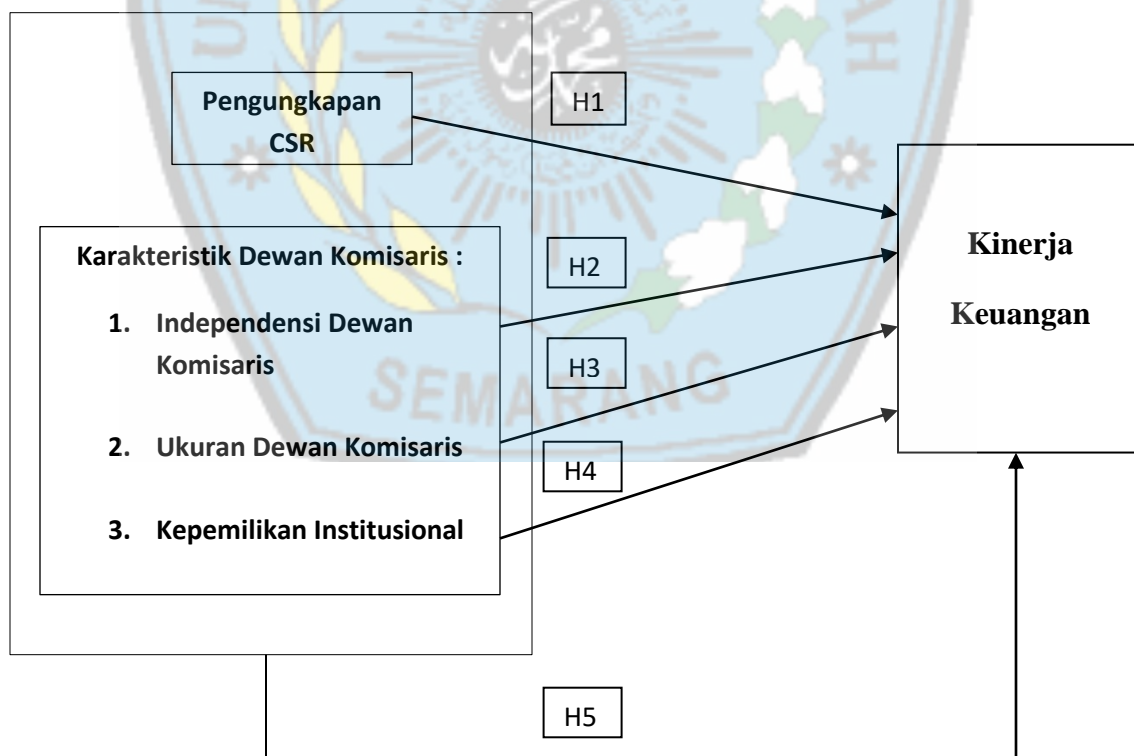 Pengungkapan
CSR
H1
Karakteristik Dewan Komisaris :
1. Independensi Dewan
Komisaris
2. Ukuran Dewan Komisaris
3. Kepemilikan Institusional
H2
H3
H4
Kinerja
Keuangan
H5
SEMARANG